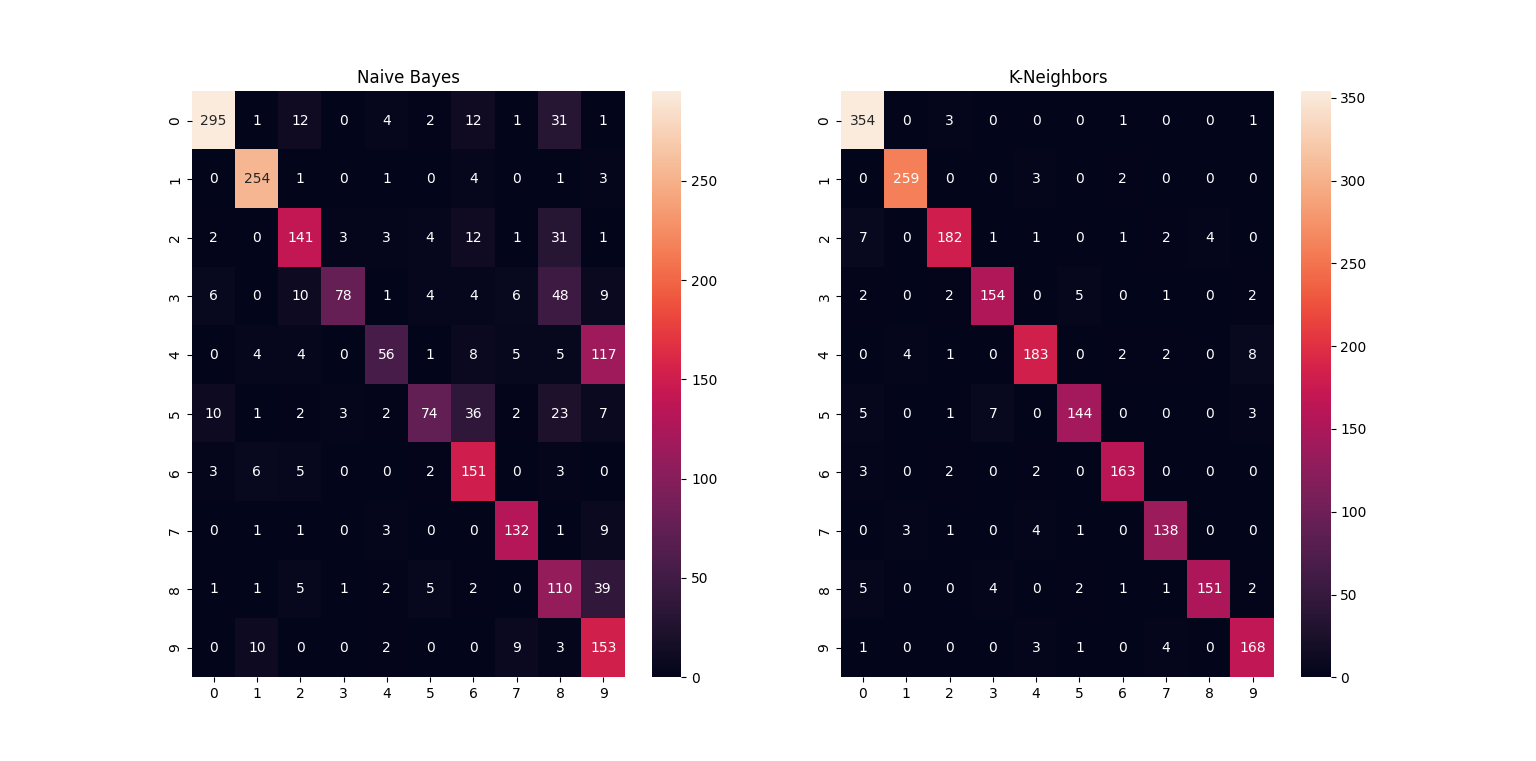 Naive Bayes
0 295 1 12 0 4 2 12 1 31 1
1 0 254 1 0 1 0 4 0 1 3
2 2 0 141 3 3 4 12 1 31 1
3 6 0 10 78 1 4 4 6 48 9
4 0 4 4 0 56 1 8 5 5 117
5 10 1 2 3 2 74 36 2 23 7
6 3 6 5 0 0 2 151 0 3 0
7 0 1 1 0 3 0 0 132 1 9
8 1 1 5 1 2 5 2 0 110 39
9 0 10 0 0 2 0 0 9 3 153
0 1 2 3 4 5 6 7 8 9
250
200
150
100
50
0
K-Neighbors
0 354 0 3 0 0 0 1 0 0 1
1 0 259 0 0 3 0 2 0 0 0
2 7 0 182 1 1 0 1 2 4 0
3 2 0 2 154 0 5 0 1 0 2
4 0 4 1 0 183 0 2 2 0 8
5 5 0 1 7 0 144 0 0 0 3
6 3 0 2 0 2 0 163 0 0 0
7 0 3 1 0 4 1 0 138 0 0
8 5 0 0 4 0 2 1 1 151 2
9 1 0 0 0 3 1 0 4 0 168
0 1 2 3 4 5 6 7 8 9
350
300
250
200
150
100
50
0